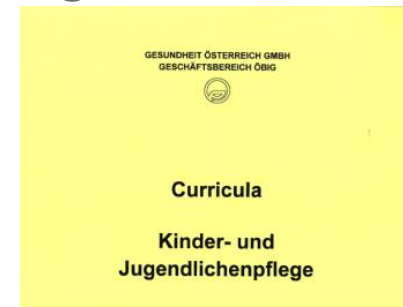 GESUNDHEIT ÖSTERREICH GMBH
GESCHÄFTSBEREICH ÖBIG
Curricula
Kinder- und
Jugendlichenpflege